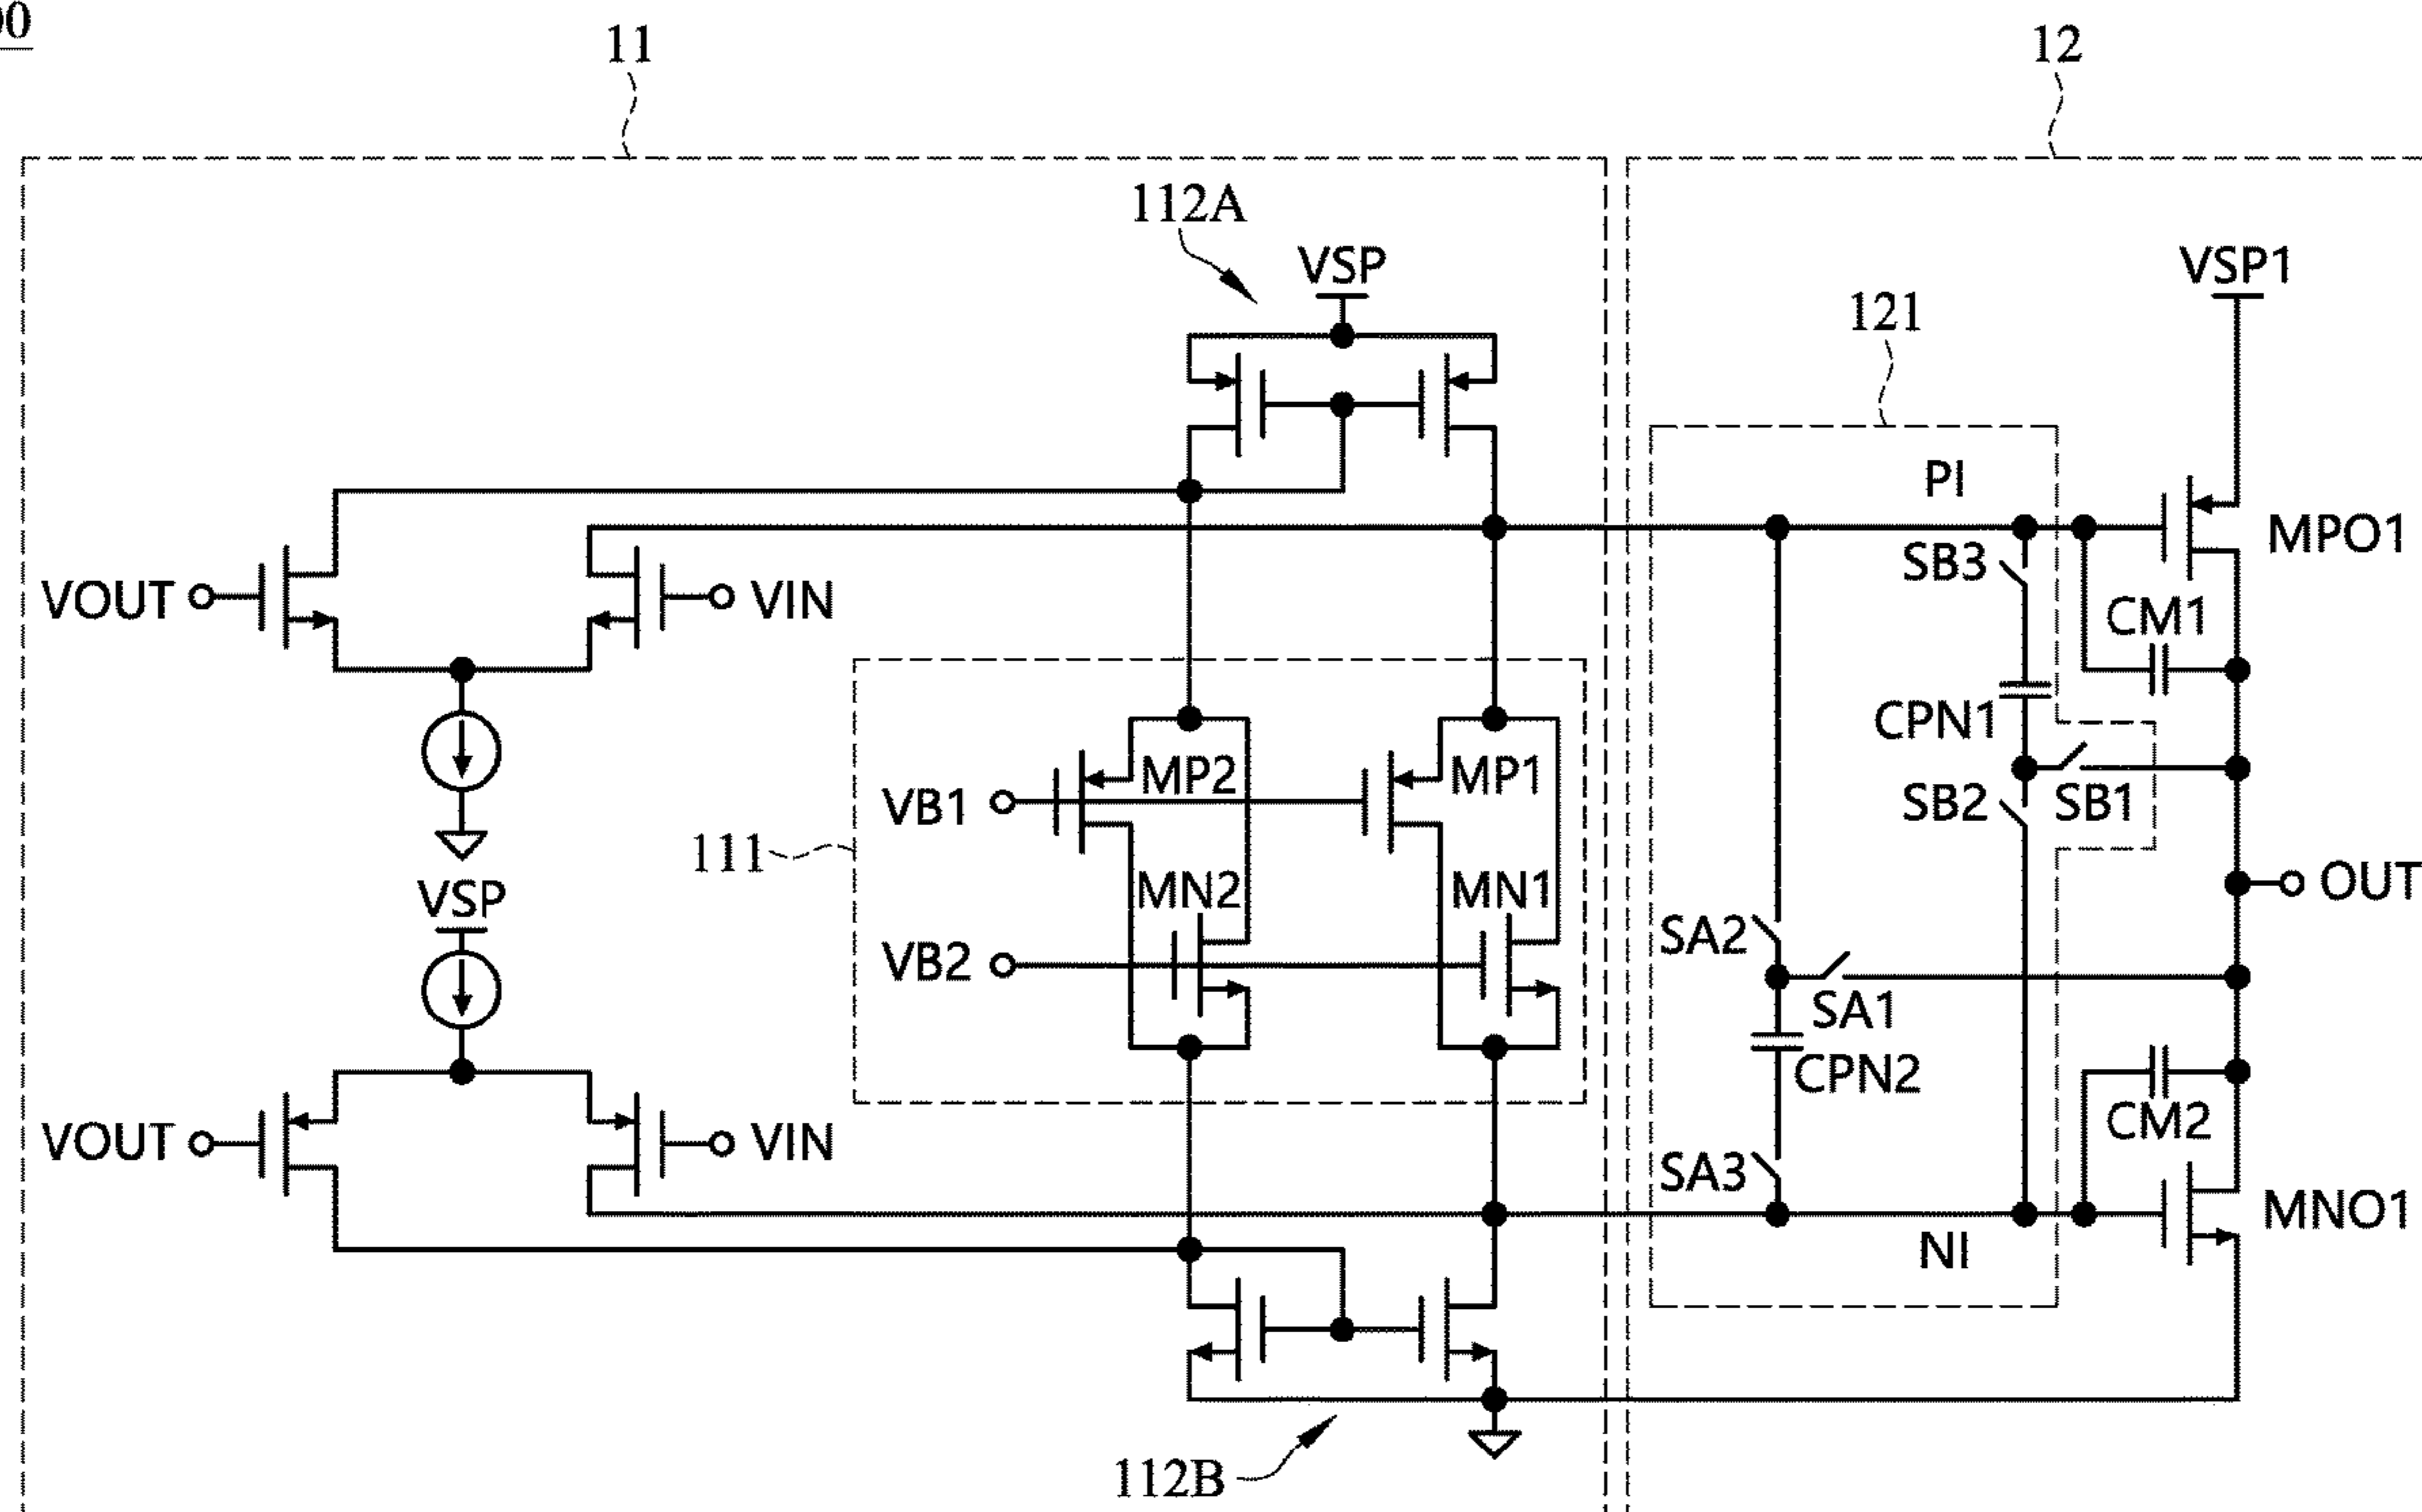 00
11
12
112A
VSP
VSP1
121
PI
SB3
MPO1
VOUT
VIN
CM1
CPN1
MP2
MP1
VB1
SB2
SB1
111
VSP
MN2
MN1
OUT
SA2
VB2
SA1
CPN2
CM2
VOUT
VIN
SA3
MNO1
NI
112B